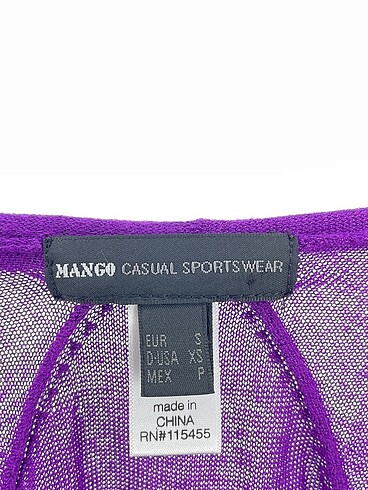 MANGO CASUAL SPORTSWEAR
EUR S
D-USA XS
MEX P
made in
CHINA
RN#115455